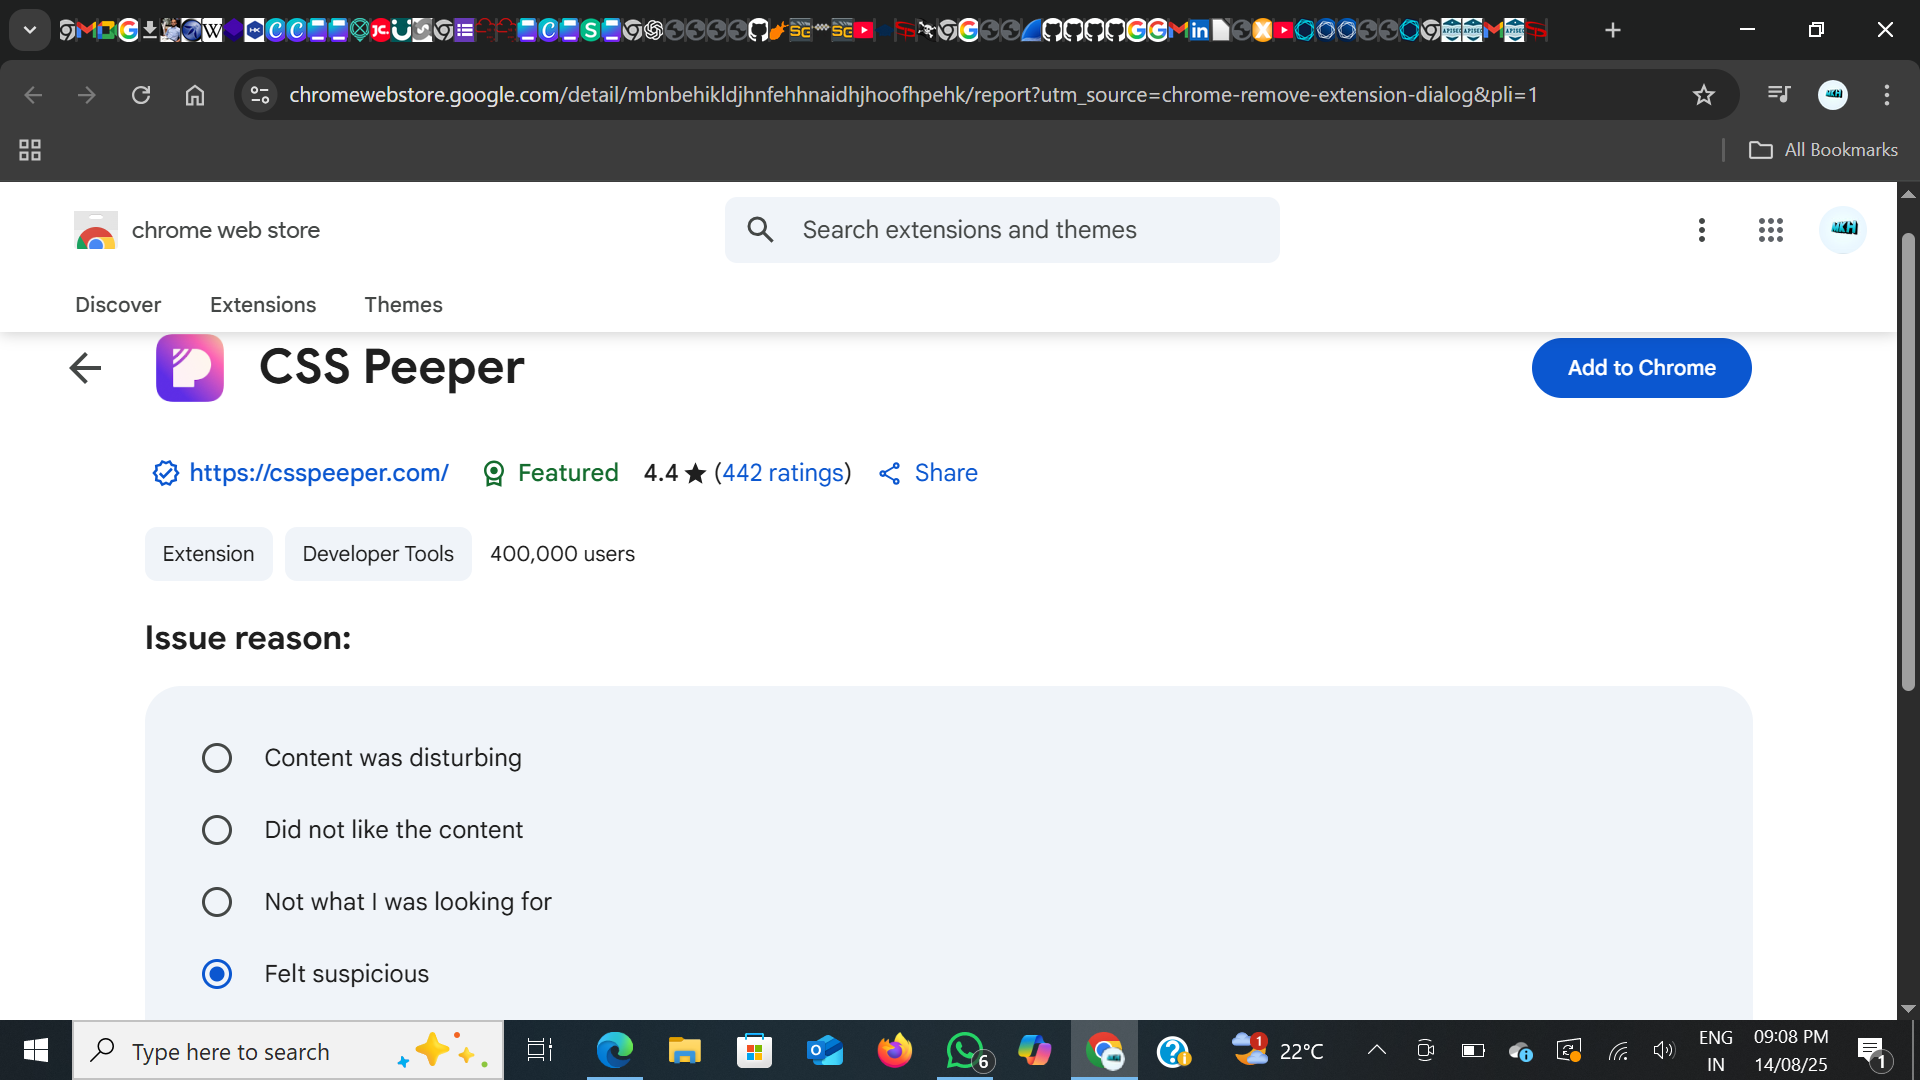 chromewebstore.google.com/detail/mbnbehikldjhnfehhnaidhjhoofhpehk/report?utm_source=chrome-remove-extension-dialog&pli=1
All Bookmarks
chrome web store
Search extensions and themes
MKH
Discover
Extensions
Themes
CSS Peeper
Add to Chrome
https://csspeeper.com/
Featured
4.4 ★ (442 ratings)
Share
Extension
Developer Tools
400,000 users
Issue reason:
Content was disturbing
Did not like the content
Not what I was looking for
Felt suspicious
Type here to search
6
1
22°C
ENG
IN
09:08 PM
14/08/25
1